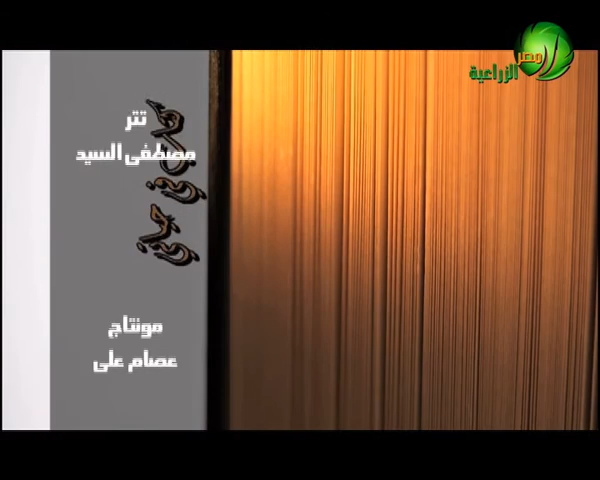 مصر
الزراعية
تتر
مصطفى السيد
مونتاج
عصام على